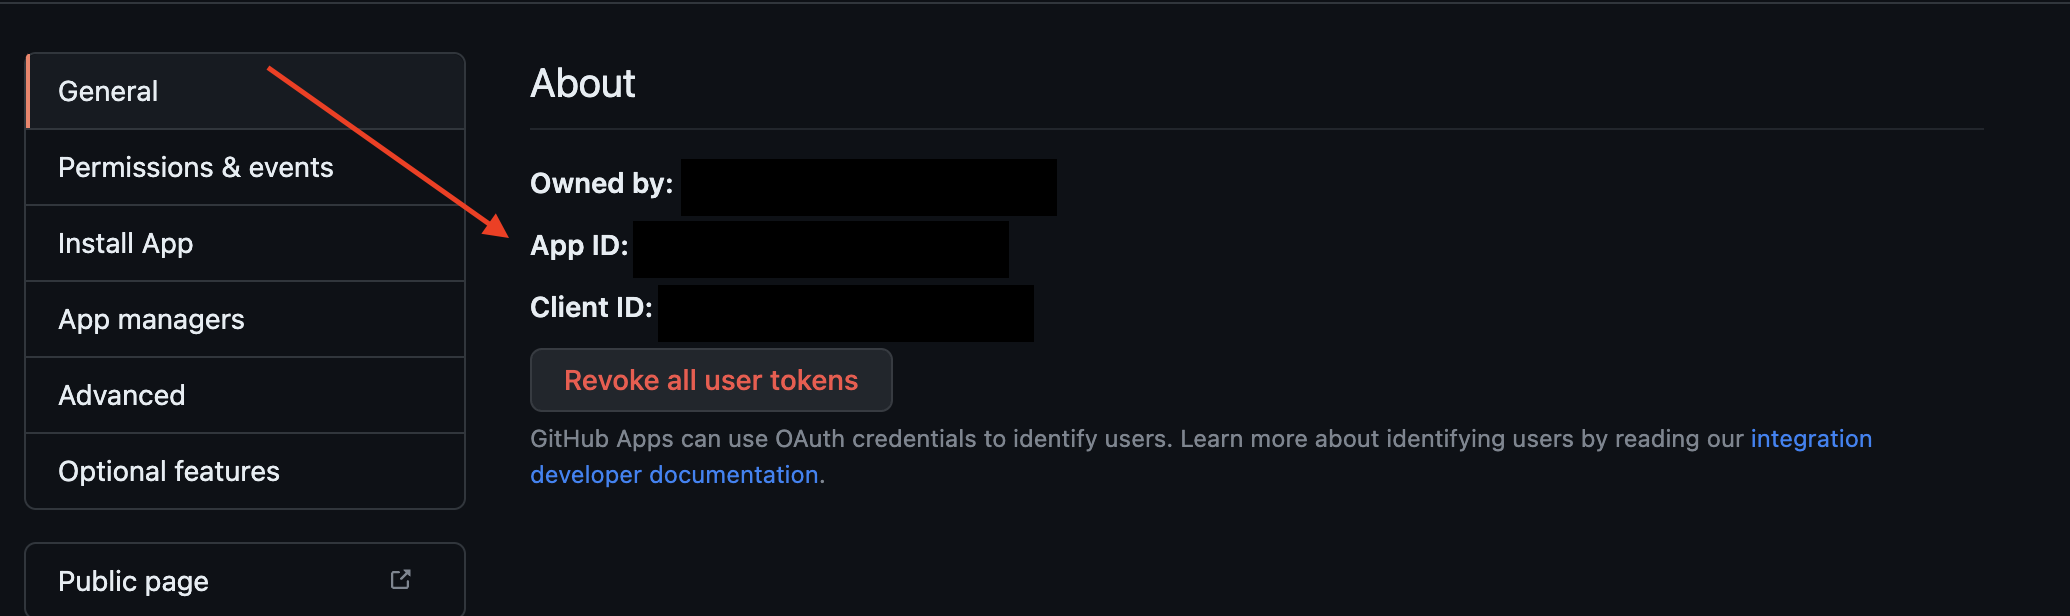 General
Permissions & events
Install App
App managers
Advanced
Optional features
Public page
About
Owned by:
App ID:
Client ID:
Revoke all user tokens
GitHub Apps can use OAuth credentials to identify users. Learn more about identifying users by reading our integration
developer documentation.